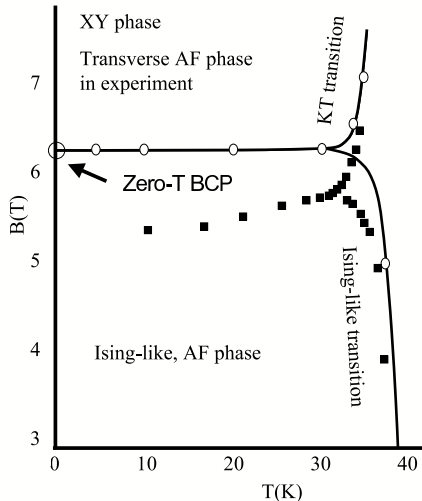 XY phase
Transverse AF phase
in experiment
KT transition
7
6
5
4
3
B(T)
Zero-T BCP
Ising-like transition
Ising-like, AF phase
0
10
20
30
40
T(K)